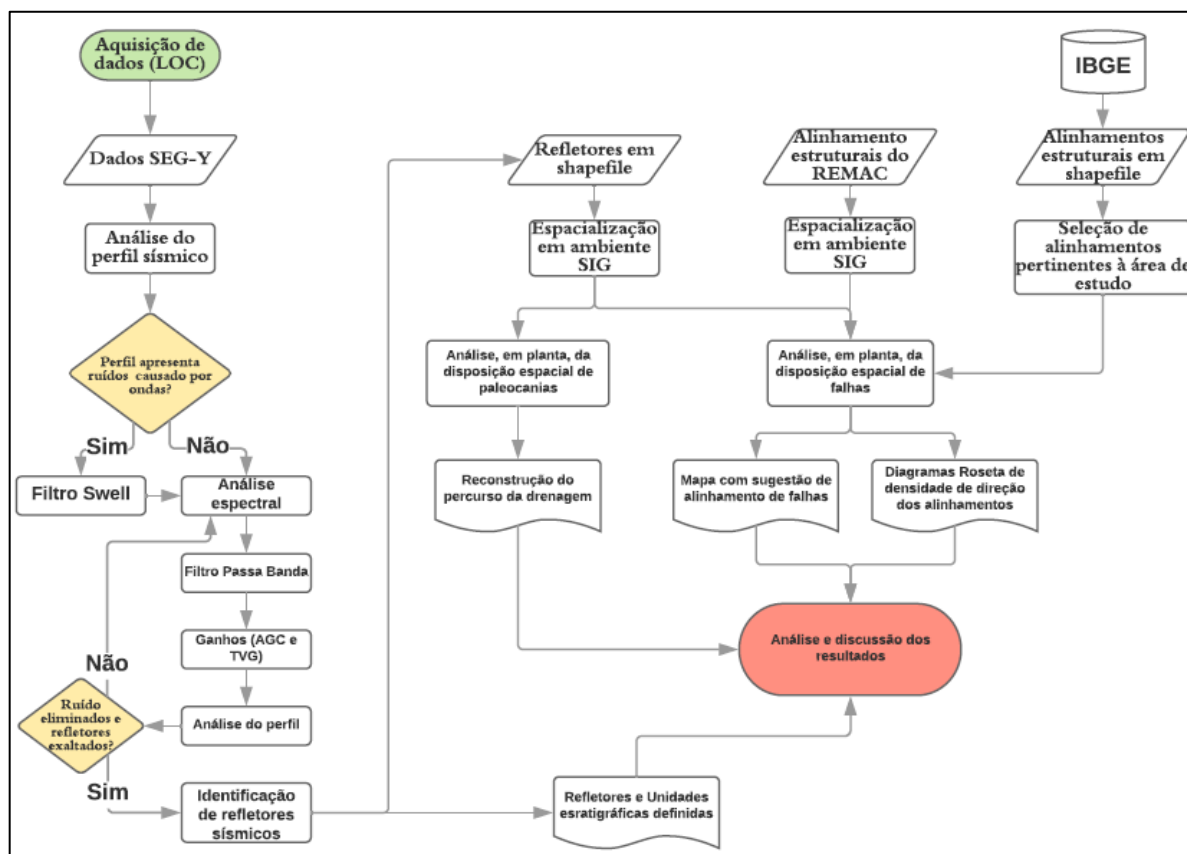 Aquisição de
dados (LOC)
Dados SEG-Y
Análise do
perfil sísmico
Perfil apresenta
ruídos causado por
ondas?
Sim
Não
Filtro Swell
Análise
espectral
Filtro Passa Banda
Ganhos (AGC e
TVG)
Análise do perfil
Não
Ruído
eliminados e
refletores
exaltados?
Sim
Identificação
de refletores
sísmicos
Refletores em
shapefile
Espacialização
em ambiente
SIG
Análise, em planta, da
disposição espacial de
paleocanias
Reconstrução do
percurso da drenagem
Alinhamento
estruturais do
REMAC
Espacialização
em ambiente
SIG
Análise, em planta, da
disposição espacial de
falhas
Mapa com sugestão de
alinhamento de falhas
Diagramas Roseta de
densidade de direção
dos alinhamentos
IBGE
Alinhamentos
estruturais em
shapefile
Seleção de
alinhamentos
pertinentes à área de
estudo
Análise e discussão dos
resultados
Refletores e Unidades
esratigráficas definidas